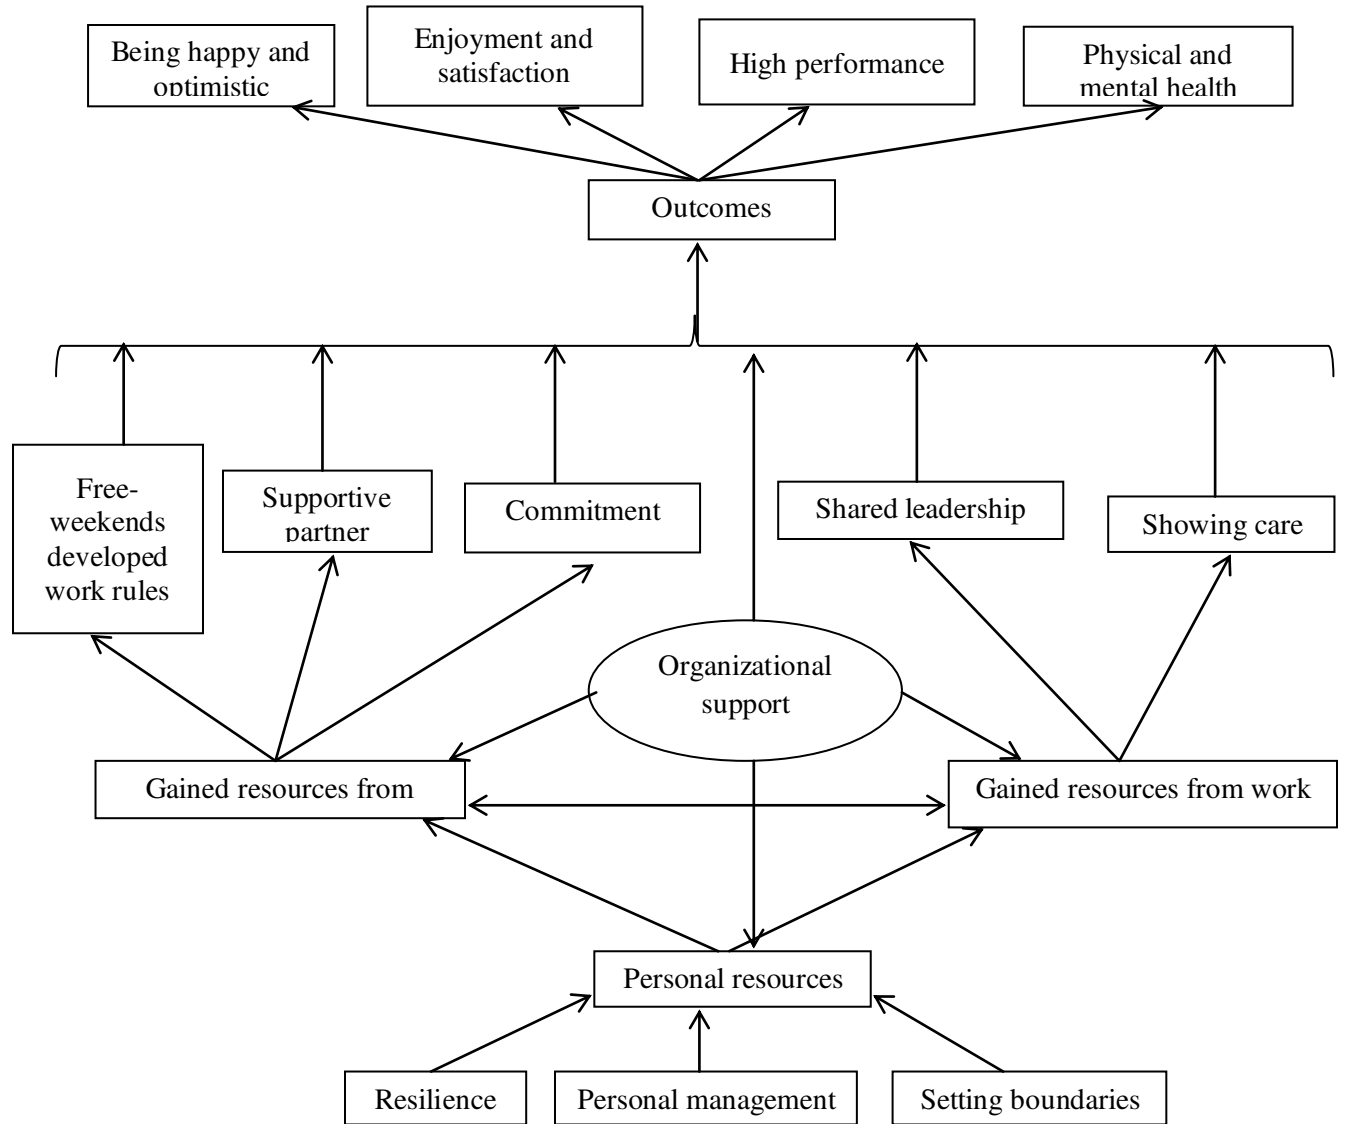 Being happy and
optimistic
Enjoyment and
satisfaction
High performance
Physical and
mental health
Outcomes
Free-
weekends
developed
work rules
Supportive
partner
Commitment
Shared leadership
Showing care
Organizational
support
Gained resources from
Gained resources from work
Personal resources
Resilience
Personal management
Setting boundaries